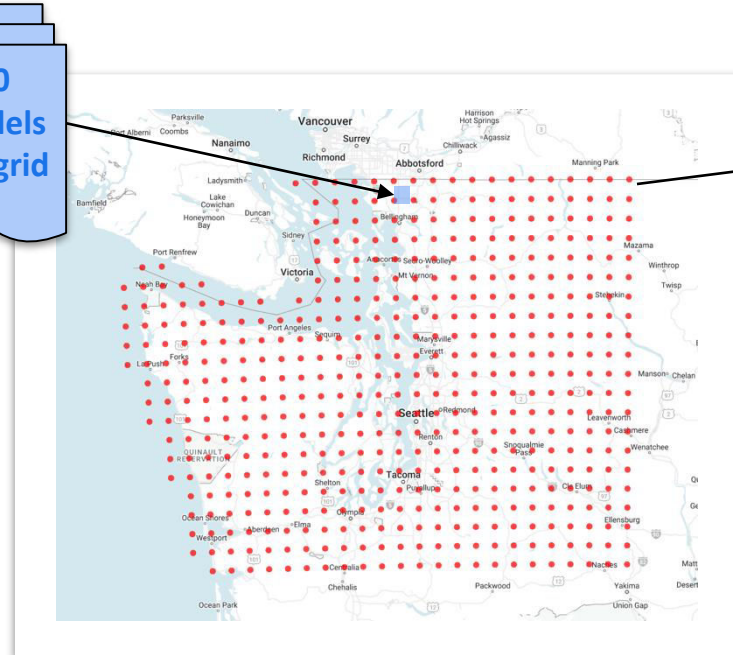 0
dels
grid
Parksville
Port Alberni
Coombs
Nanaimo
Vancouver
Surrey
Richmond
Harrison
Hot Springs
Agassiz
Chilliwack
Abbotsford
Manning Park
Ladysmith
Lake
Cowichan
Bamfield
Honeymoon
Bay
Duncan
Bellingham
Sidney
Port Renfrew
Victoria
Anacortes
Sedro-Woolley
Mt Vernon
Mazama
Winthrop
Twisp
Stehekin
Neah Bay
Port Angeles
Sequim
Marysville
Everett
Forks
La Push
Manson
Chelan
Seattle
Redmond
Renton
Leavenworth
Cashmere
Wenatchee
Snoqualmie
Pass
QUINAULT
RESERVATION
Tacoma
Puyallup
Shelton
Cle Elum
Olympia
Ocean Shores
Westport
Aberdeen
Elma
Ellensburg
Centralia
Chehalis
Naches
Packwood
Yakima
Union Gap
Ocean Park
Matt
Desert